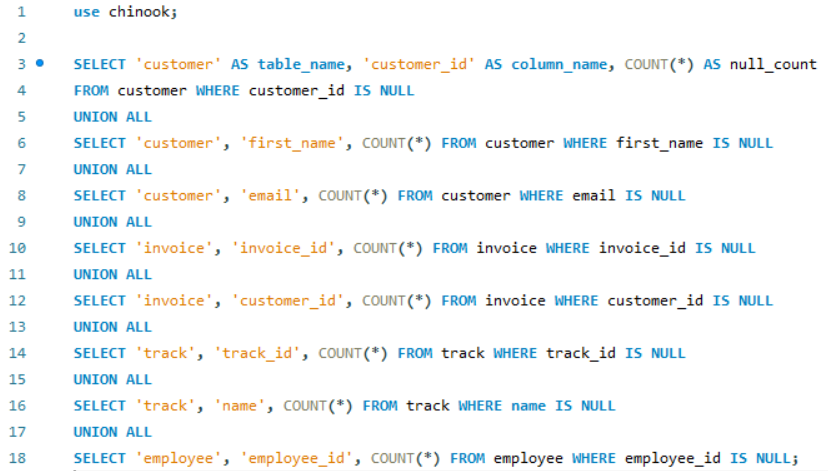 1 use chinook;
2
3 SELECT 'customer' AS table_name, 'customer_id' AS column_name, COUNT(*) AS null_count
4 FROM customer WHERE customer_id IS NULL
5 UNION ALL
6 SELECT 'customer', 'first_name', COUNT(*) FROM customer WHERE first_name IS NULL
7 UNION ALL
8 SELECT 'customer', 'email', COUNT(*) FROM customer WHERE email IS NULL
9 UNION ALL
10 SELECT 'invoice', 'invoice_id', COUNT(*) FROM invoice WHERE invoice_id IS NULL
11 UNION ALL
12 SELECT 'invoice', 'customer_id', COUNT(*) FROM invoice WHERE customer_id IS NULL
13 UNION ALL
14 SELECT 'track', 'track_id', COUNT(*) FROM track WHERE track_id IS NULL
15 UNION ALL
16 SELECT 'track', 'name', COUNT(*) FROM track WHERE name IS NULL
17 UNION ALL
18 SELECT 'employee', 'employee_id', COUNT(*) FROM employee WHERE employee_id IS NULL;